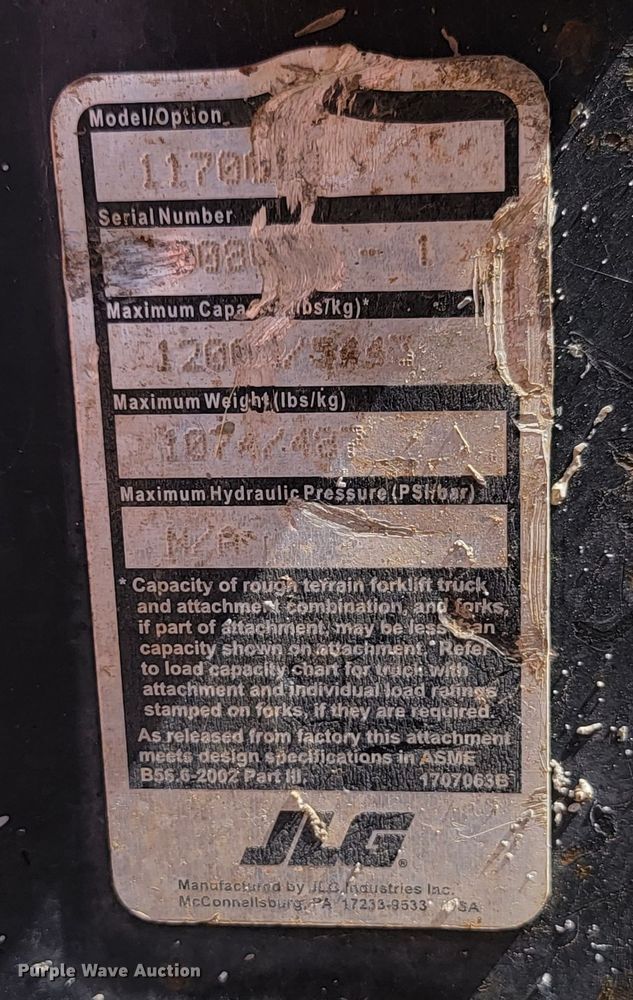 Model/Option
Serial Number
- 1
Maximum (lbs/kg)*
Maximum Weight (lbs/kg)
1074/487
Maximum Hydraulic Pressure (PSI/bar)
* Capacity of rough terrain forklift truck
and attachment combination, and forks,
if part of attachment, may be less than
capacity shown on attachment. Refer
to load capacity chart for truck with
attachment and individual load ratings
stamped on forks, if they are required.
As released from factory this attachment
meets design specifications in ASME
B56.6-2002 Part III. 1707063B
JLG
Manufactured by JLG Industries Inc.
McConnellsburg, PA 17233-9533 USA
Purple Wave Auction